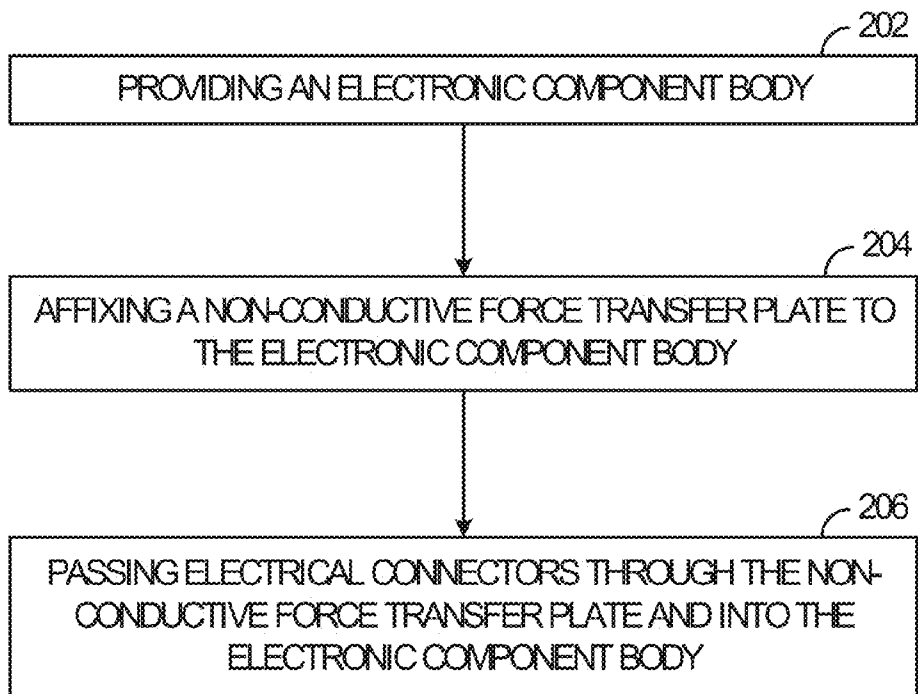 202
PROVIDING AN ELECTRONIC COMPONENT BODY
204
AFFIXING A NON-CONDUCTIVE FORCE TRANSFER PLATE TO
THE ELECTRONIC COMPONENT BODY
206
PASSING ELECTRICAL CONNECTORS THROUGH THE NON-
CONDUCTIVE FORCE TRANSFER PLATE AND INTO THE
ELECTRONIC COMPONENT BODY